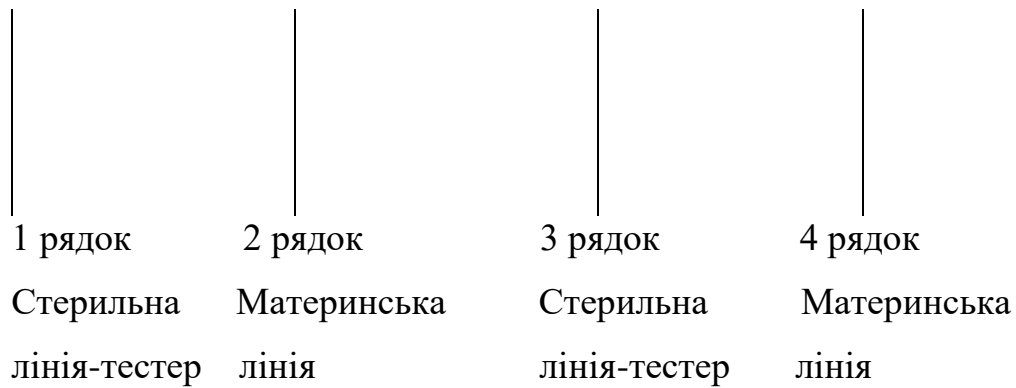 1 рядок 2 рядок 3 рядок 4 рядок
Стерильна Материнська Стерильна Материнська
лінія-тестер лінія лінія-тестер лінія